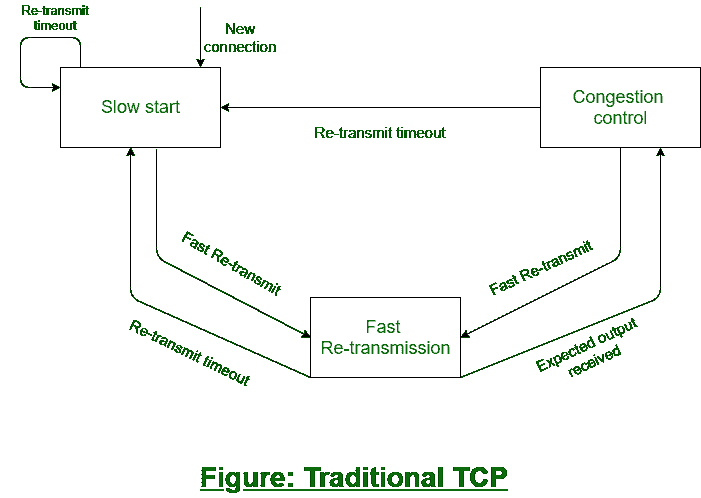 Re-transmit
timeout
New
connection
Slow start
Congestion
control
Re-transmit timeout
Fast Re-transmit
Fast Re-transmit
Fast
Re-transmission
Re-transmit timeout
Expected output
received
Figure: Traditional TCP